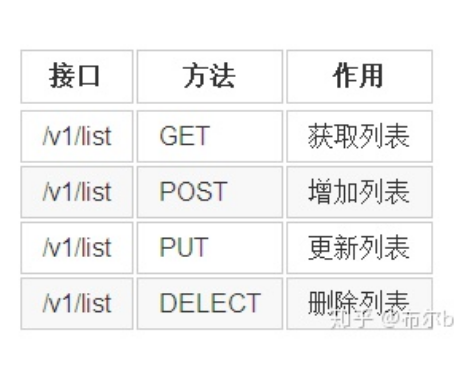 接口 方法 作用
/v1/list GET 获取列表
/v1/list POST 增加列表
/v1/list PUT 更新列表
/v1/list DELECT 删除列表
知乎 @布尔b